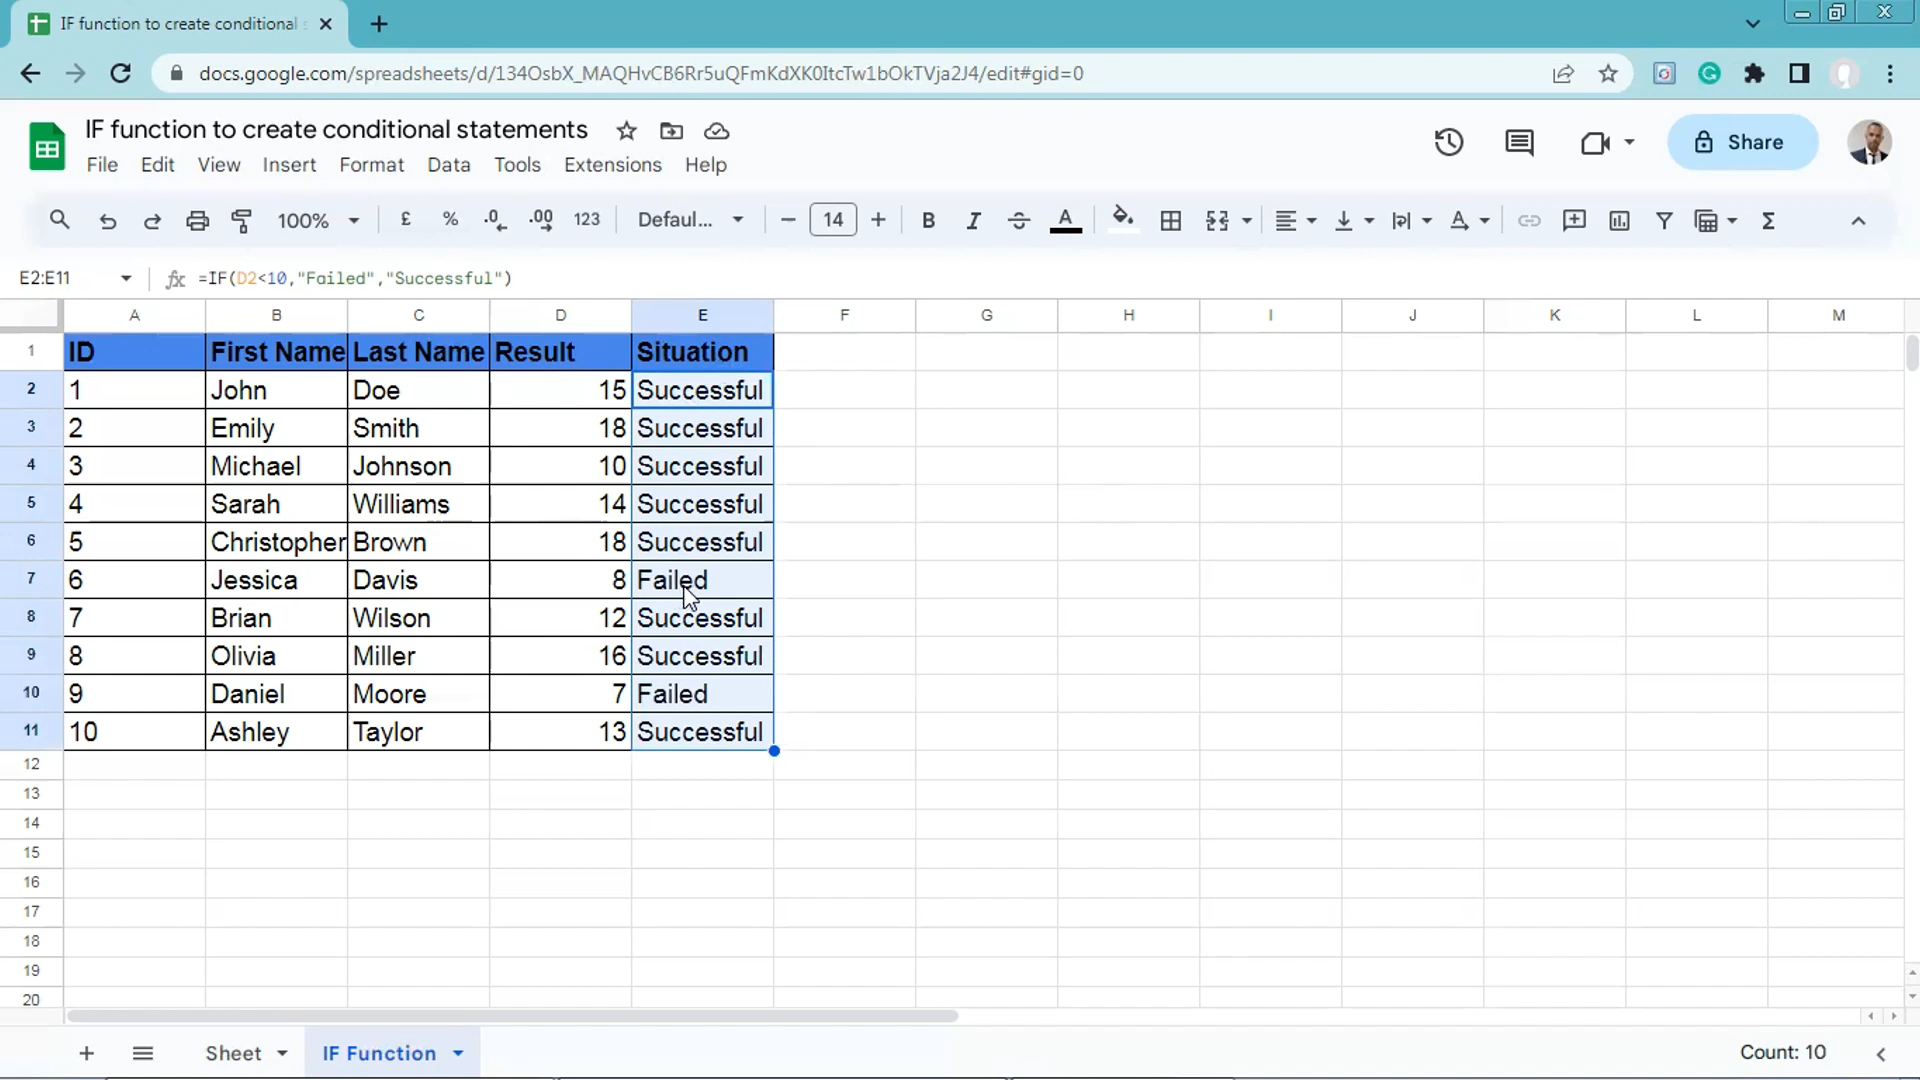 IF function to create conditional s
docs.google.com/spreadsheets/d/134OsbX_MAQHvCB6Rr5uQFmKdXK0ItcTw1bOkTVja2J4/edit#gid=0
IF function to create conditional statements
File Edit View Insert Format Data Tools Extensions Help
Share
100% £ % .0 .00 123 Defaul... 14 B I A Σ
E2:E11 fx =IF(D2<10,"Failed","Successful")
A B C D E F G H I J K L M
1 ID First Name Last Name Result Situation
2 1 John Doe 15 Successful
3 2 Emily Smith 18 Successful
4 3 Michael Johnson 10 Successful
5 4 Sarah Williams 14 Successful
6 5 Christopher Brown 18 Successful
7 6 Jessica Davis 8 Failed
8 7 Brian Wilson 12 Successful
9 8 Olivia Miller 16 Successful
10 9 Daniel Moore 7 Failed
11 10 Ashley Taylor 13 Successful
12
13
14
15
16
17
18
19
20
Sheet IF Function Count: 10